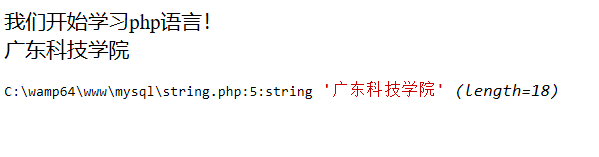 我们开始学习php语言！
广东科技学院
C:\wamp64\www\mysql\string.php:5:string '广东科技学院' (length=18)